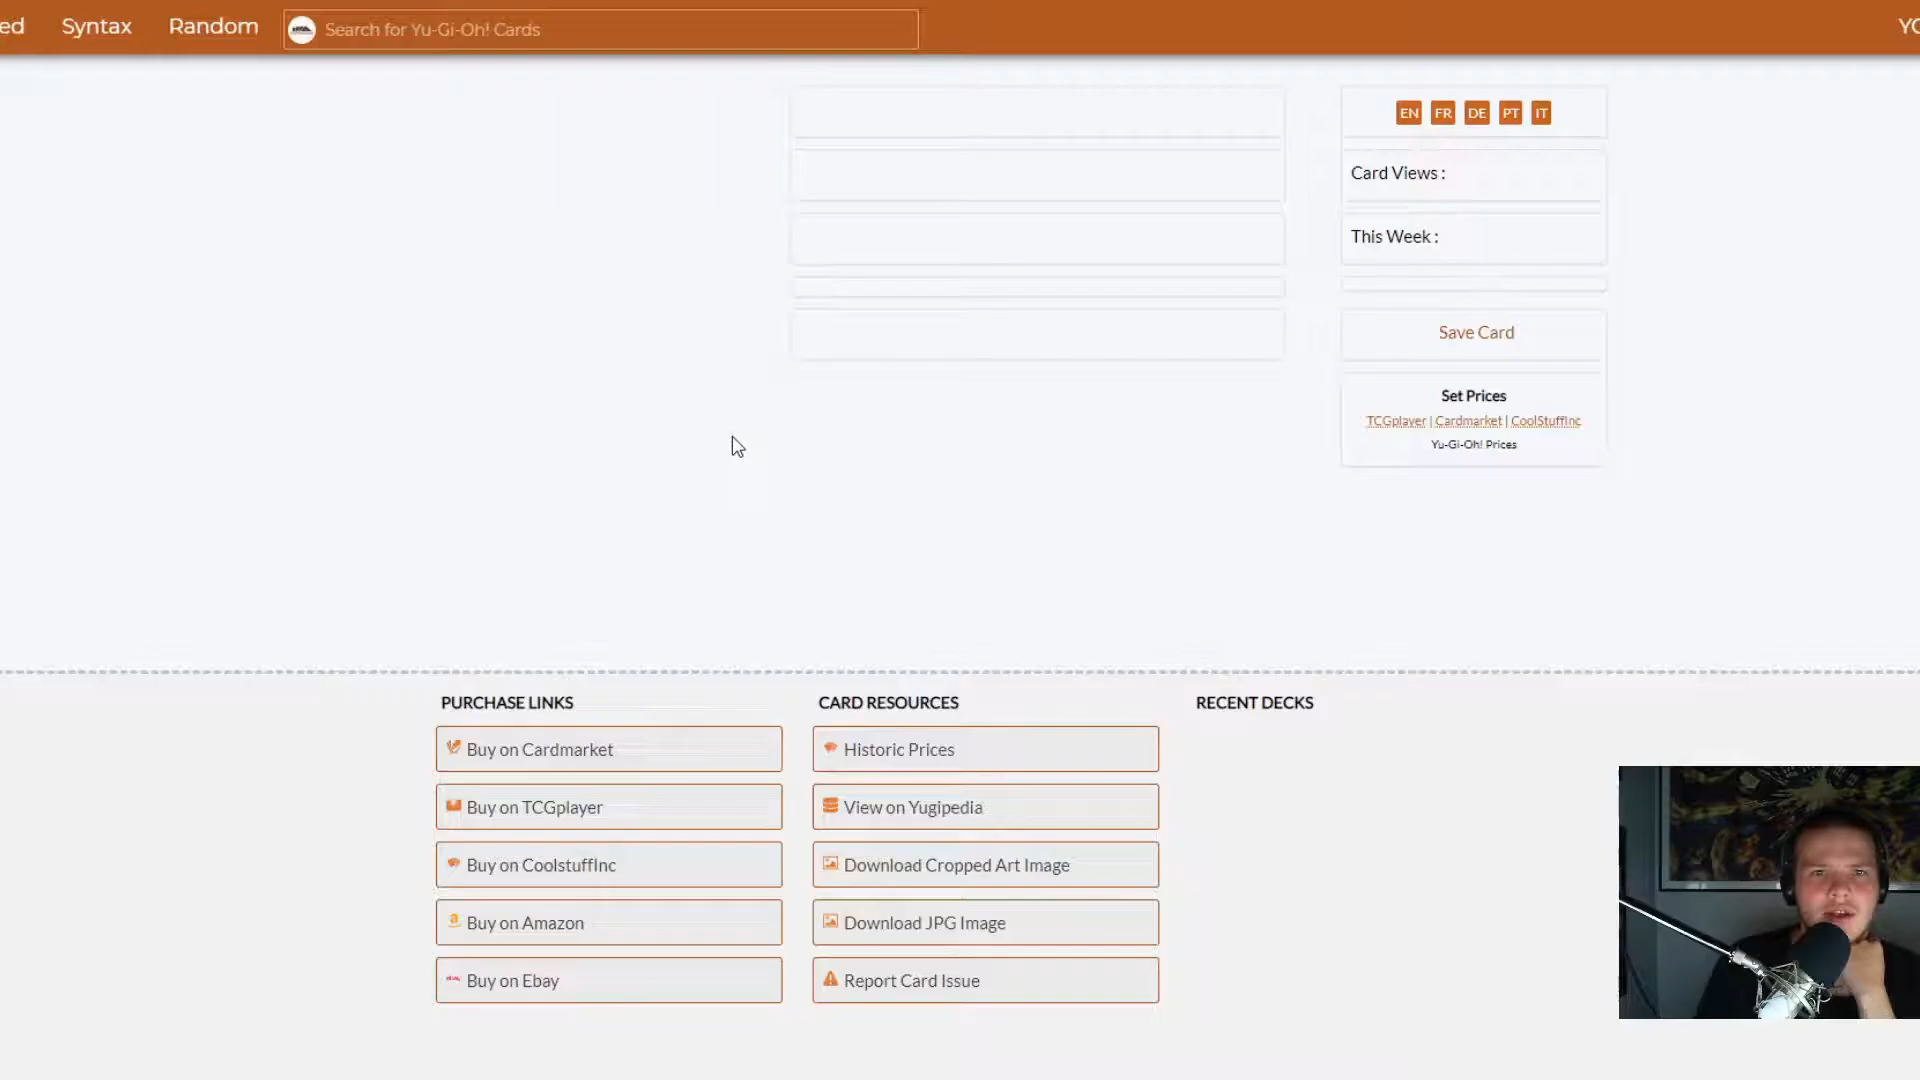 ed Syntax Random Search for Yu-Gi-Oh! Cards YO
EN FR DE PT IT
Card Views :
This Week :
Save Card
Set Prices
TCGplayer | Cardmarket | CoolStuffInc
Yu-Gi-Oh! Prices
PURCHASE LINKS
Buy on Cardmarket
Buy on TCGplayer
Buy on CoolstuffInc
Buy on Amazon
Buy on Ebay
CARD RESOURCES
Historic Prices
View on Yugipedia
Download Cropped Art Image
Download JPG Image
Report Card Issue
RECENT DECKS